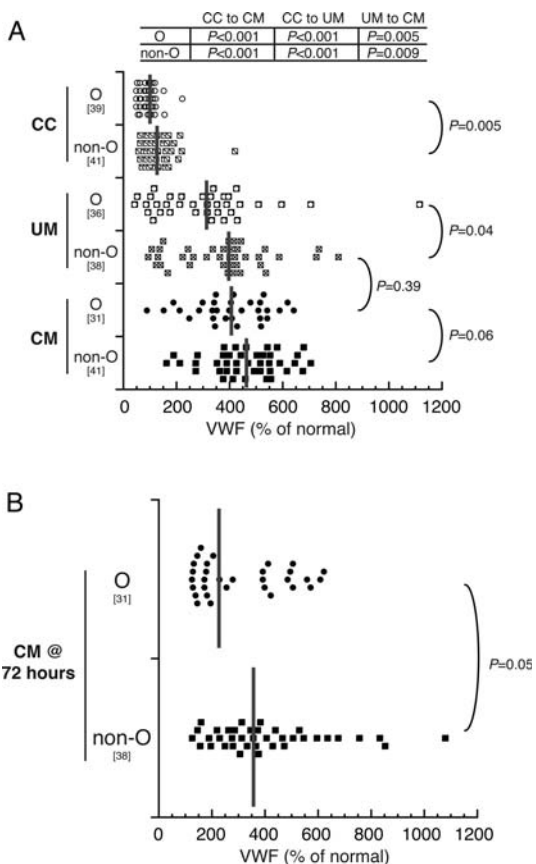 A
CC to CM CC to UM UM to CM
O P<0.001 P<0.001 P=0.005
non-O P<0.001 P<0.001 P=0.009
CC
O
[39]
non-O
[41]
P=0.005
UM
O
[36]
non-O
[38]
P=0.04
P=0.39
CM
O
[31]
non-O
[41]
P=0.06
0 200 400 600 800 1000 1200
VWF (% of normal)
B
CM @
72 hours
O
[31]
non-O
[38]
P=0.05
0 200 400 600 800 1000 1200
VWF (% of normal)